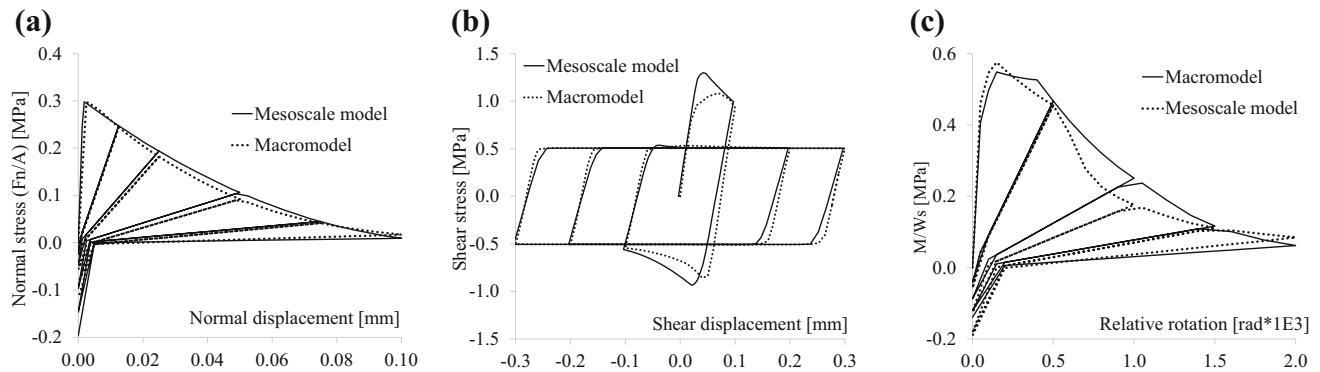 (a)
Normal stress (Fn/A) [MPa]
0.4
0.3
0.2
0.1
0.0
-0.1
-0.2
Mesoscale model
Macromodel
Normal displacement [mm]
0.00 0.02 0.04 0.06 0.08 0.10
(b)
Shear stress [MPa]
1.5
1.0
0.5
0.0
-0.5
-1.0
-1.5
Mesoscale model
Macromodel
Shear displacement [mm]
-0.3 -0.2 -0.1 0.0 0.1 0.2 0.3
(c)
M/Ws [MPa]
0.6
0.4
0.2
0.0
-0.2
Macromodel
Mesoscale model
Relative rotation [rad*1E3]
0.0 0.5 1.0 1.5 2.0